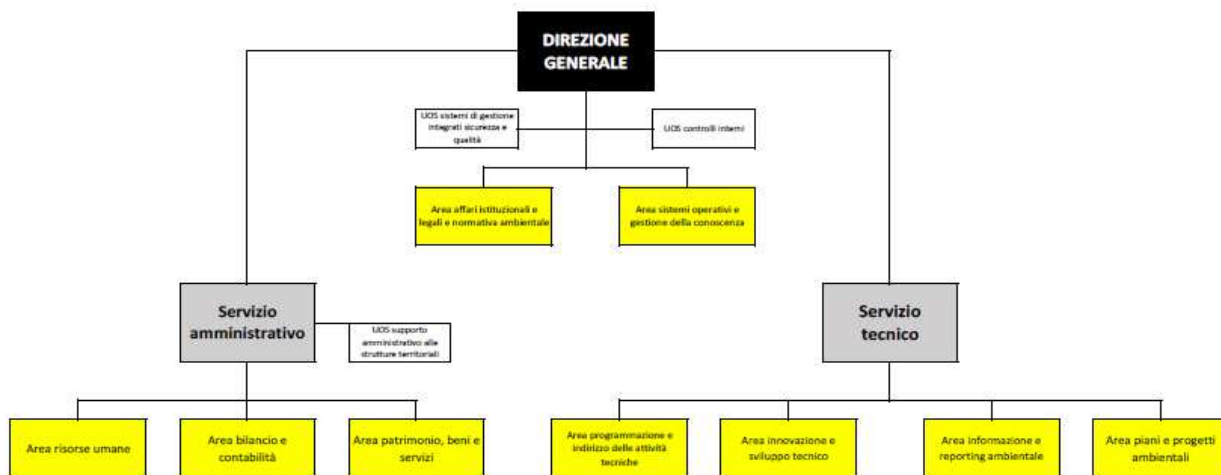 DIREZIONE
GENERALE
UOS sistemi di gestione
integrati sicurezza e
qualità
UOS controlli interni
Area affari istituzionali e
legali e normativa ambientale
Area sistemi operativi e
gestione della conoscenza
Servizio
amministrativo
UOS supporto
amministrativo alle
strutture territoriali
Servizio
tecnico
Area risorse umane
Area bilancio e
contabilità
Area patrimonio, beni e
servizi
Area programmazione e
indirizzo delle attività
tecniche
Area innovazione e
sviluppo tecnico
Area informazione e
reporting ambientale
Area piani e progetti
ambientali